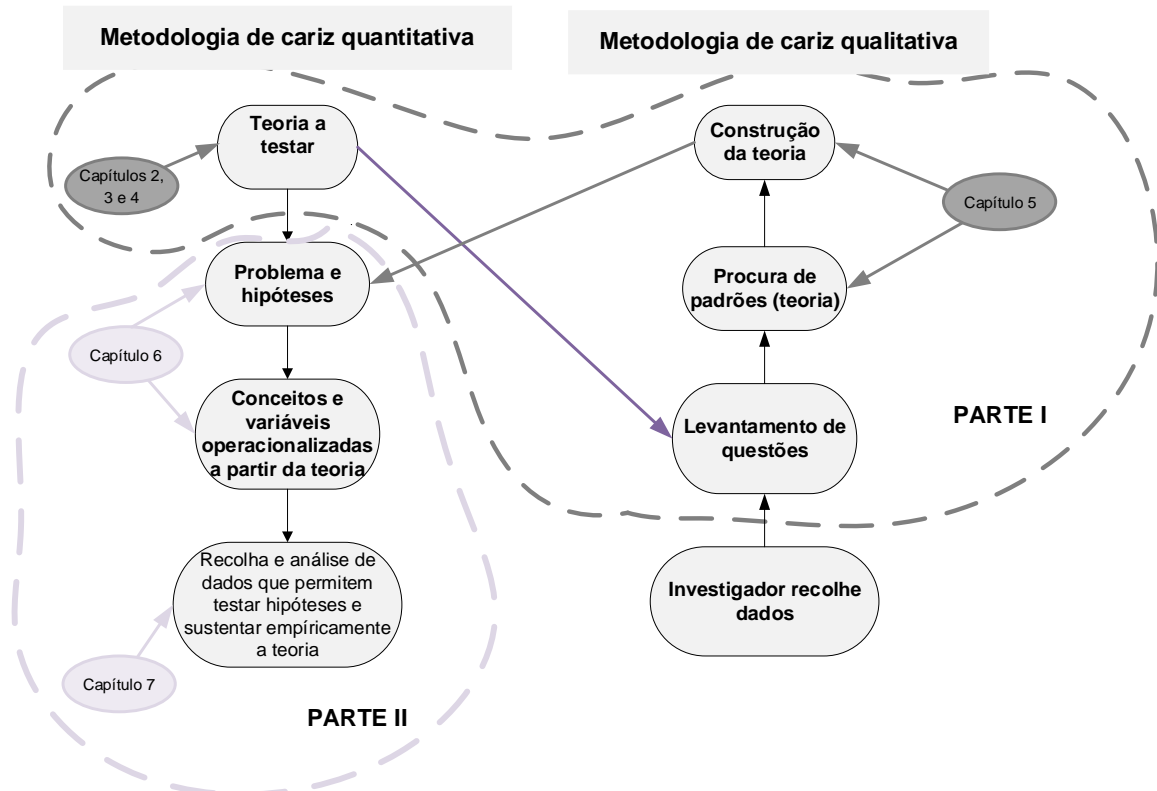 Metodologia de cariz quantitativa
Metodologia de cariz qualitativa
Teoria a
testar
Capítulos 2,
3 e 4
Construção
da teoria
Capítulo 5
Problema e
hipóteses
Procura de
padrões (teoria)
Capítulo 6
Conceitos e
variáveis
operacionalizadas
a partir da teoria
Levantamento de
questões
PARTE I
Recolha e análise de
dados que permitem
testar hipóteses e
sustentar empíricamente
a teoria
Investigador recolhe
dados
Capítulo 7
PARTE II